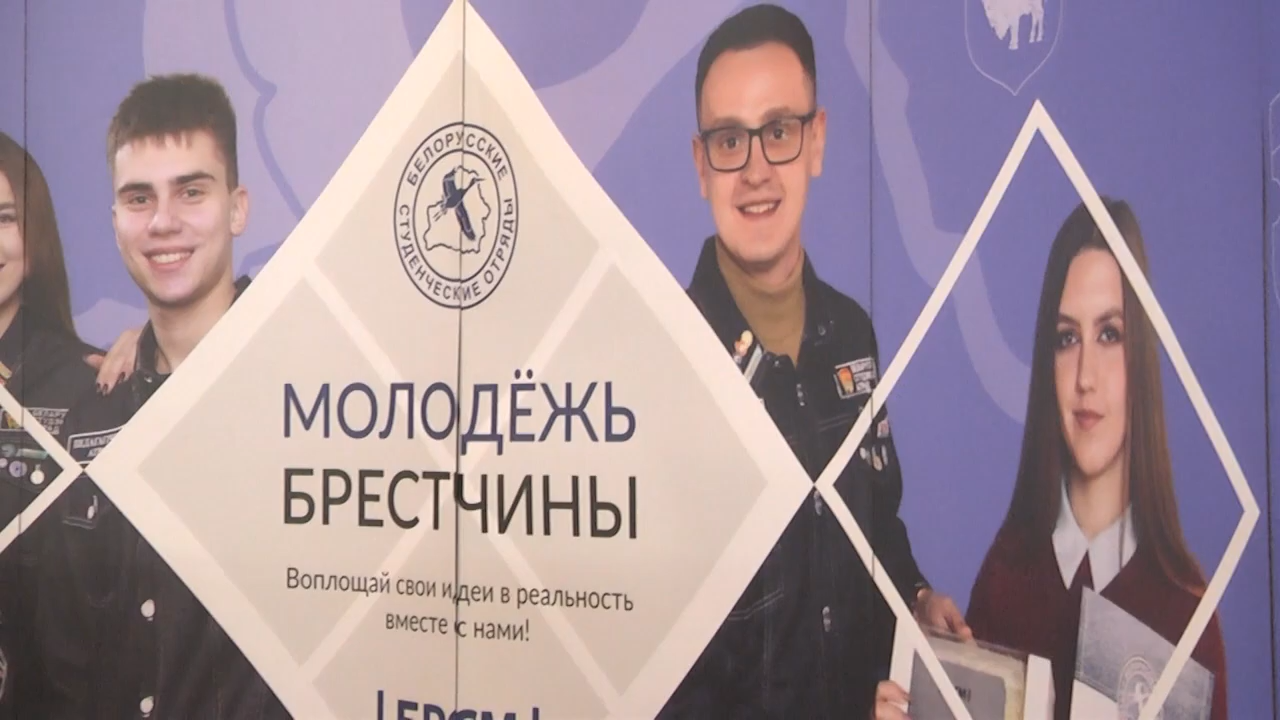 БЕЛОРУССКИЕ
СТУДЕНЧЕСКИЕ ОТРЯДЫ
МОЛОДЁЖЬ
БРЕСТЧИНЫ
Воплощай свои идеи в реальность
вместе с нами!